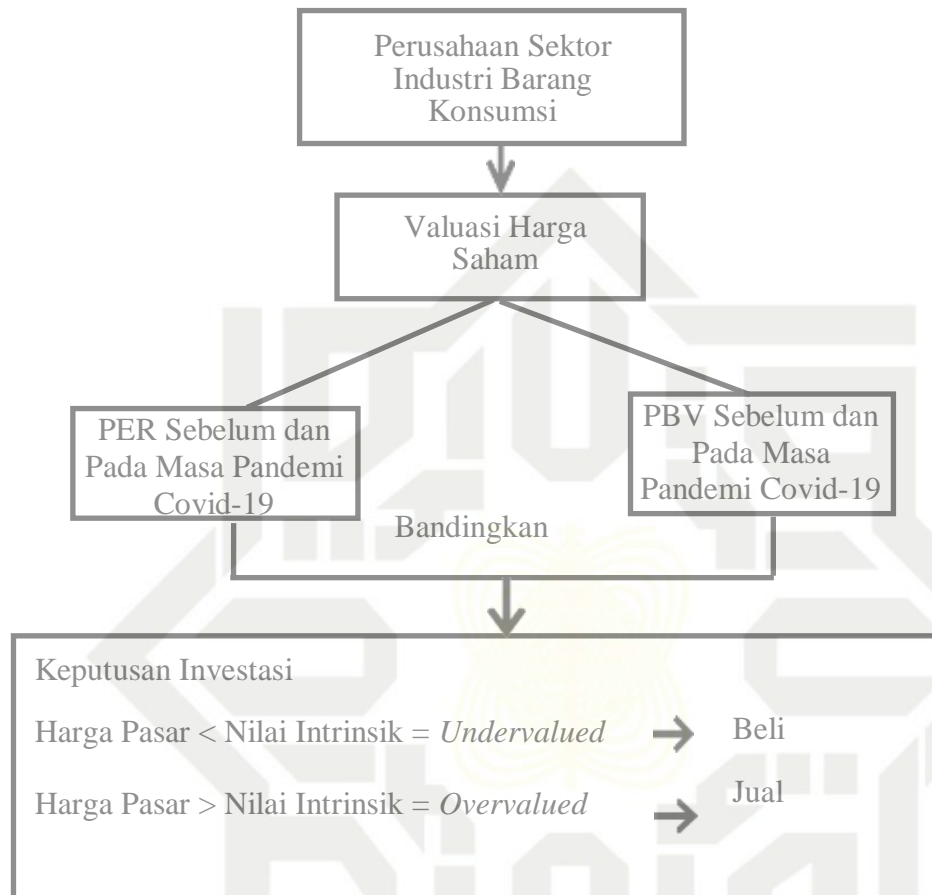 Perusahaan Sektor
Industri Barang
Konsumsi
Valuasi Harga
Saham
PER Sebelum dan
Pada Masa Pandemi
Covid-19
PBV Sebelum dan
Pada Masa
Pandemi Covid-19
Bandingkan
Keputusan Investasi
Harga Pasar < Nilai Intrinsik = Undervalued → Beli
Harga Pasar > Nilai Intrinsik = Overvalued → Jual